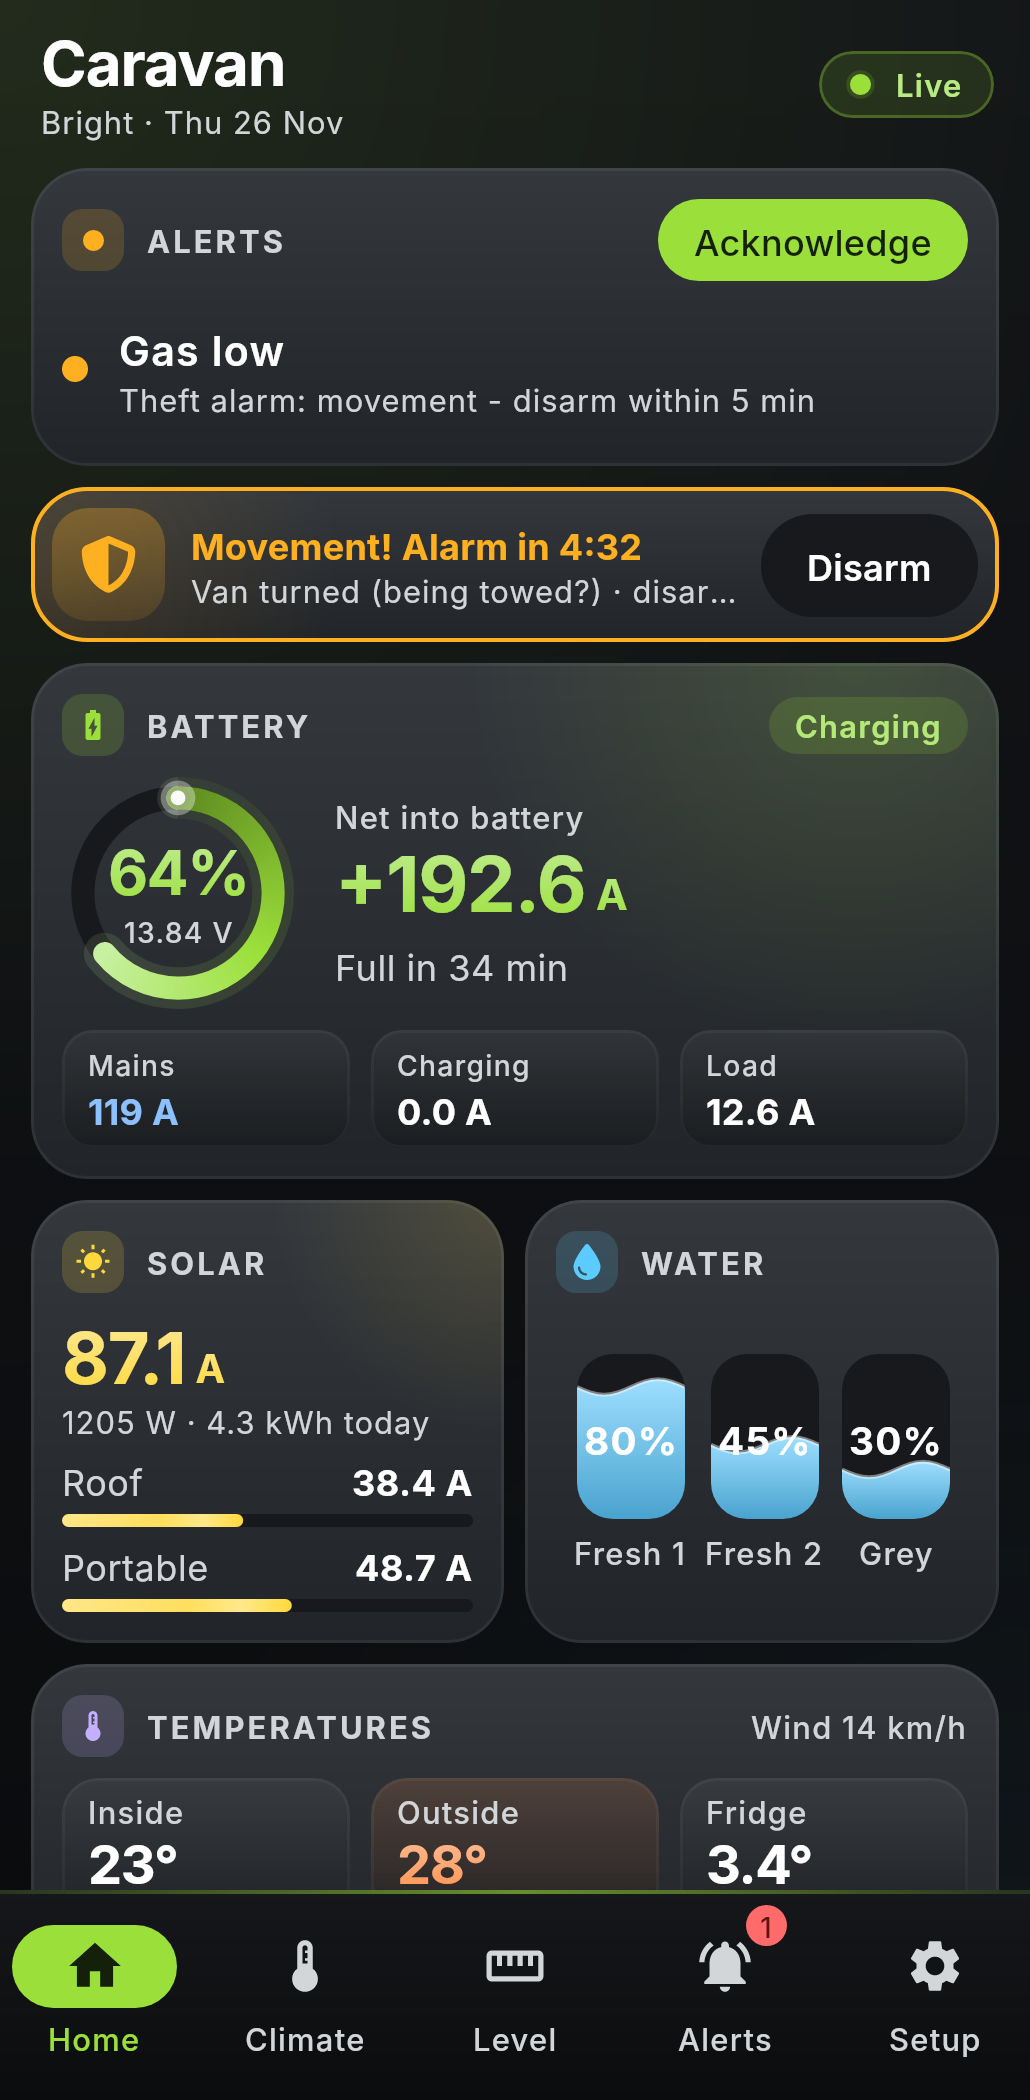 Caravan
Bright · Thu 26 Nov
Live
ALERTS
Acknowledge
Gas low
Theft alarm: movement - disarm within 5 min
Movement! Alarm in 4:32
Van turned (being towed?) · disar...
Disarm
BATTERY
Charging
64%
13.84 V
Net into battery
+192.6 A
Full in 34 min
Mains
119 A
Charging
0.0 A
Load
12.6 A
SOLAR
87.1 A
1205 W · 4.3 kWh today
Roof 38.4 A
Portable 48.7 A
WATER
80% 45% 30%
Fresh 1 Fresh 2 Grey
TEMPERATURES
Wind 14 km/h
Inside
23°
Outside
28°
Fridge
3.4°
1
Home Climate Level Alerts Setup